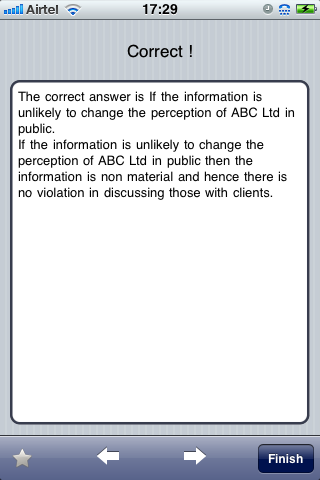 Airtel 17:29
Correct !
The correct answer is If the information is
unlikely to change the perception of ABC Ltd in
public.
If the information is unlikely to change the
perception of ABC Ltd in public then the
information is non material and hence there is
no violation in discussing those with clients.
Finish